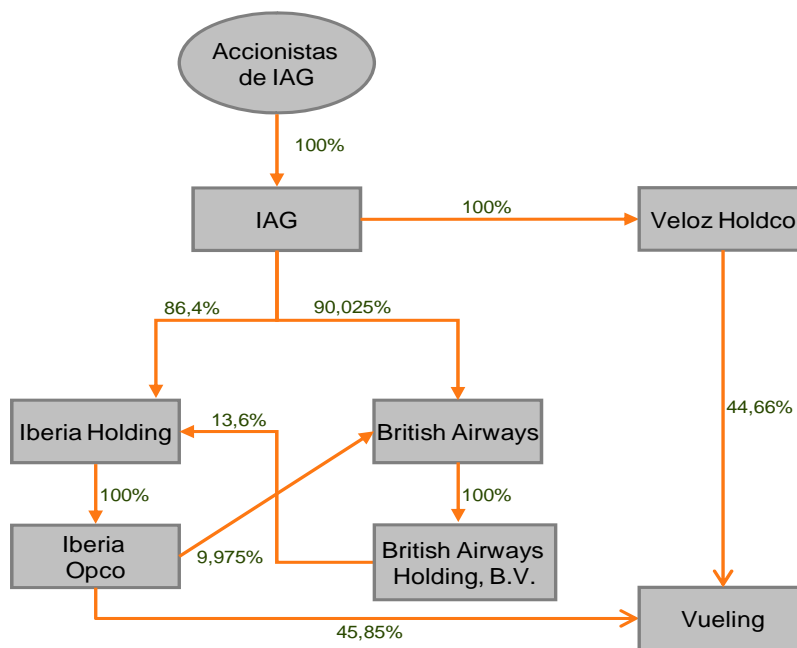 Accionistas
de IAG
100%
IAG
100%
Veloz Holdco
86,4%
90,025%
44,66%
Iberia Holding
13,6%
British Airways
100%
100%
Iberia
Opco
9,975%
British Airways
Holding, B.V.
45,85%
Vueling